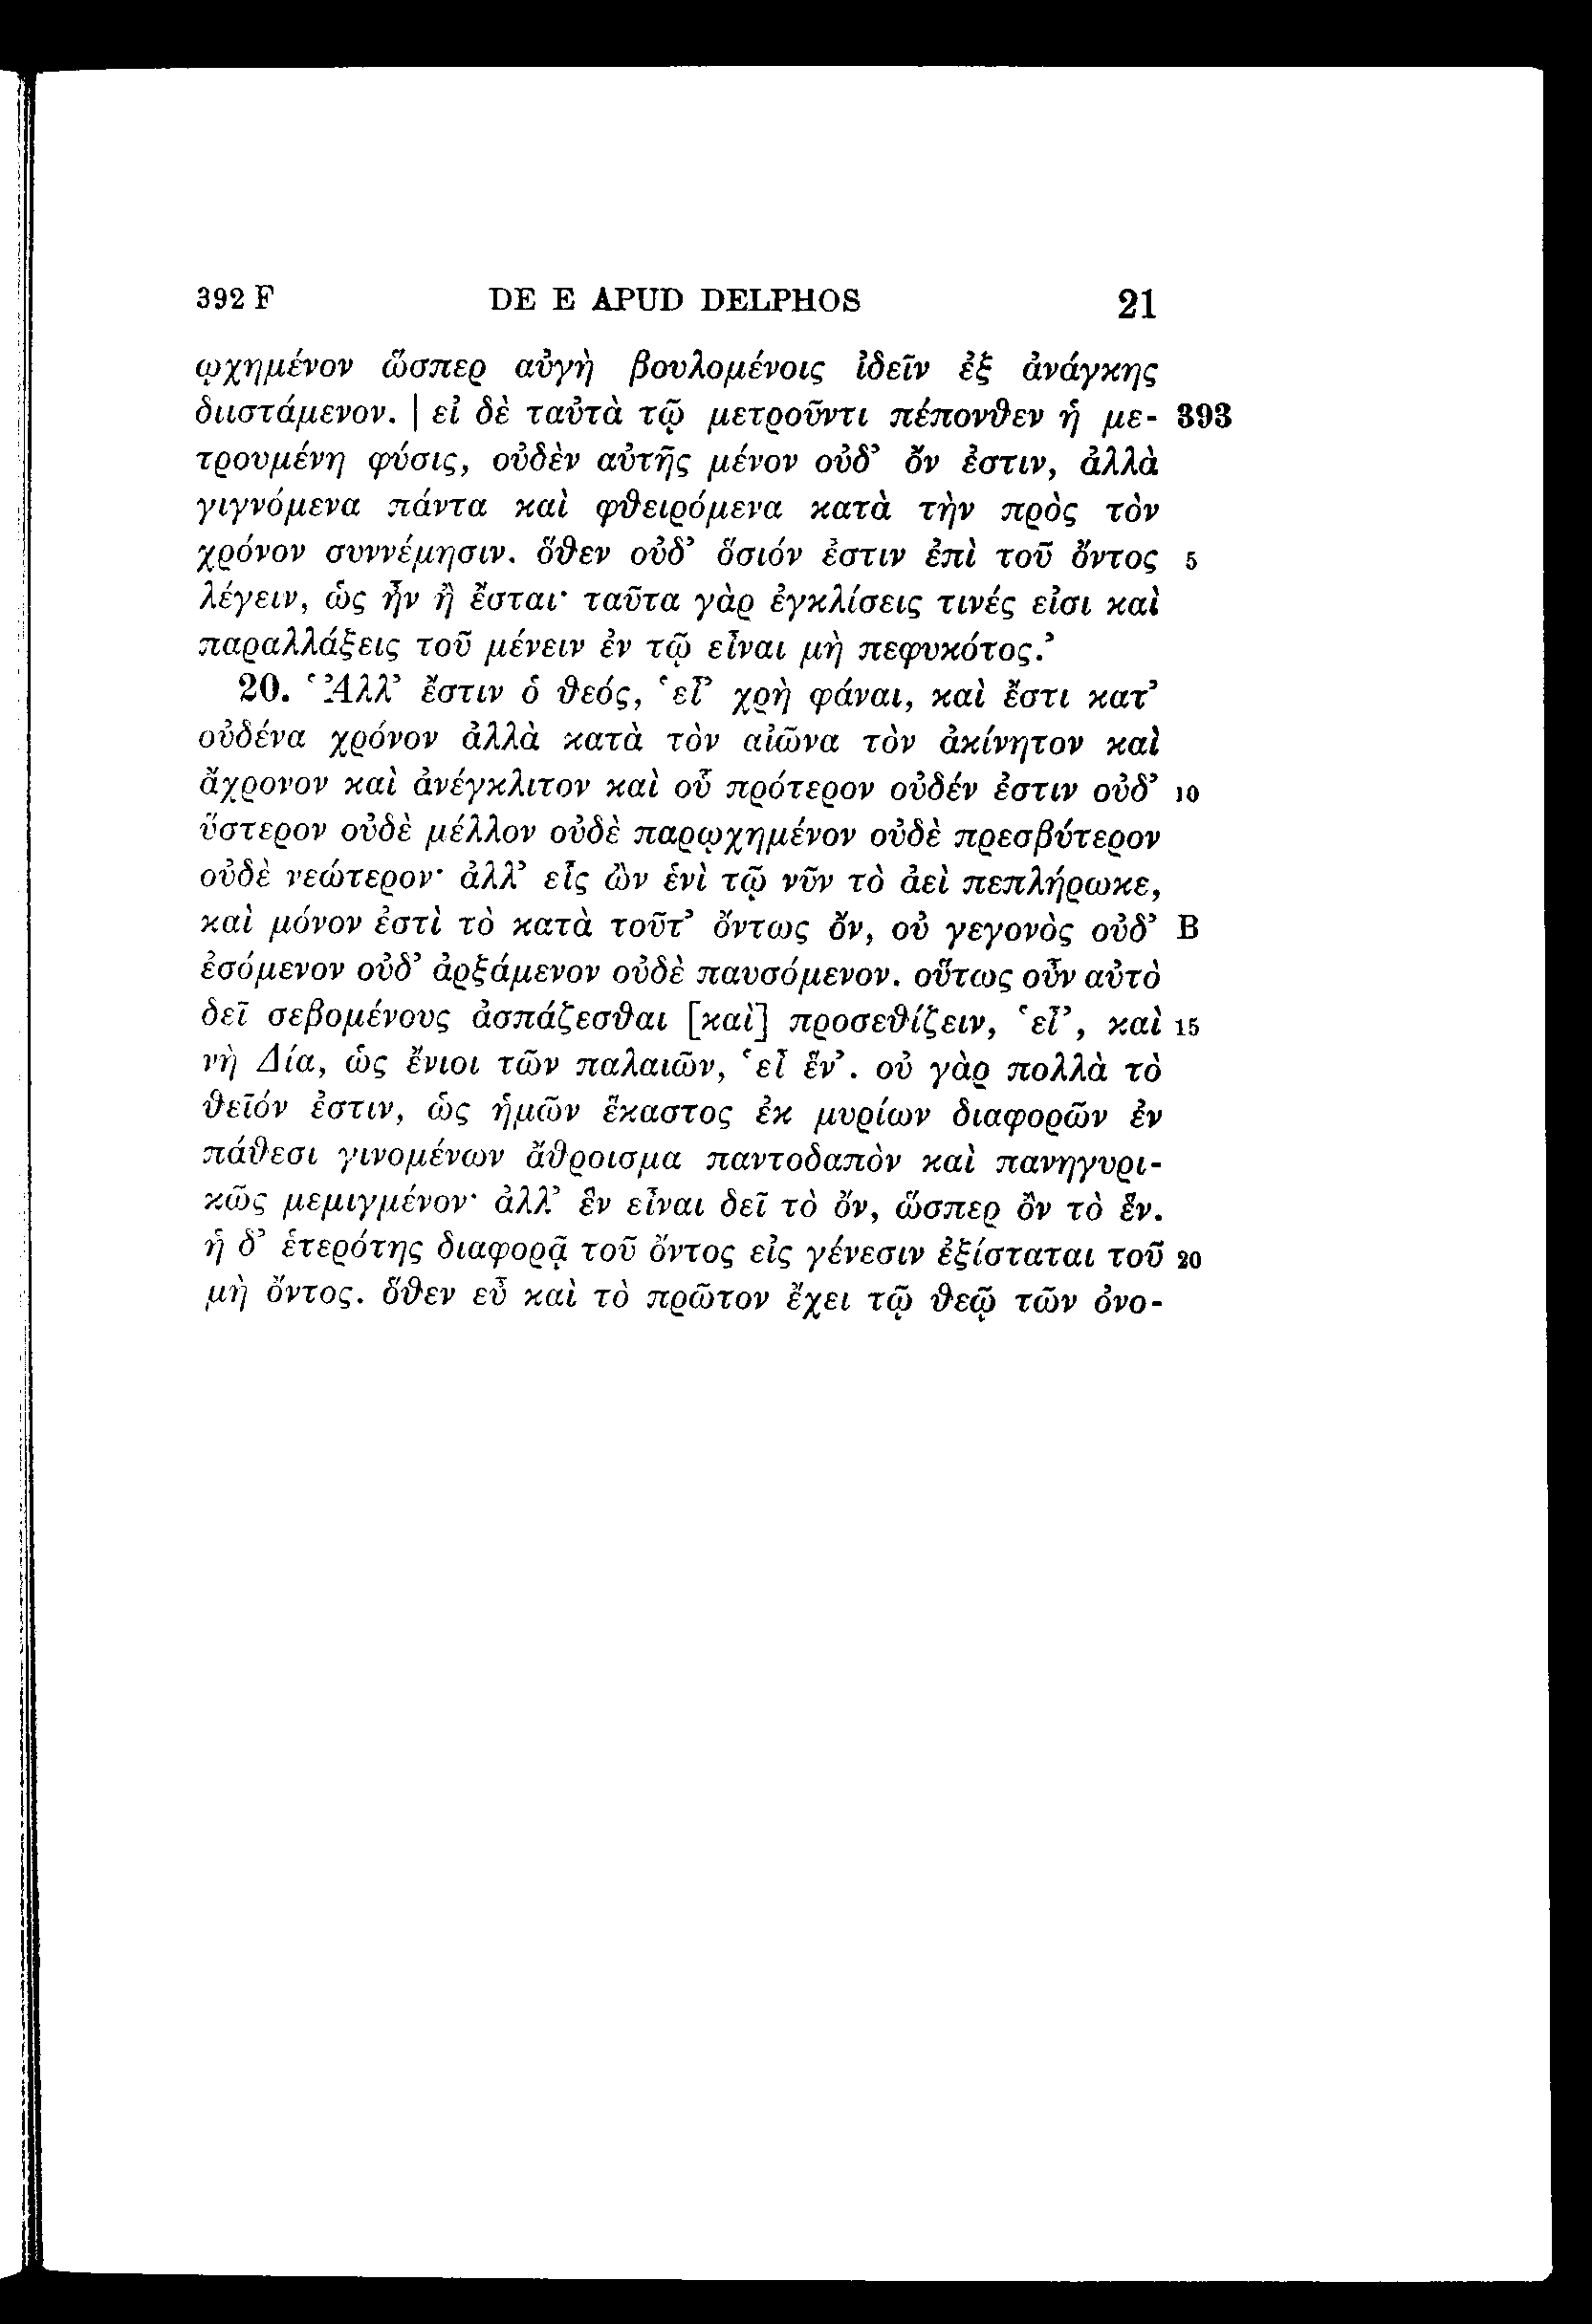 392 F DE E APUD DELPHOS 21
ῳχημένον ὥσπερ αὐγὴ βουλομένοις ἰδεῖν ἐξ ἀνάγκης
διιστάμενον. | εἰ δὲ ταὐτὰ τῷ μετροῦντι πέπονθεν ἡ με- 393
τρουμένη φύσις, οὐδὲν αὐτῆς μένον οὐδ’ ὄν ἐστιν, ἀλλὰ
γιγνόμενα πάντα καὶ φθειρόμενα κατὰ τὴν πρὸς τὸν
χρόνον συννέμησιν. ὅθεν οὐδ’ ὅσιόν ἐστιν ἐπὶ τοῦ ὄντος 5
λέγειν, ὡς ἦν ἢ ἔσται· ταῦτα γὰρ ἐγκλίσεις τινές εἰσι καὶ
παραλλάξεις τοῦ μένειν ἐν τῷ εἶναι μὴ πεφυκότος.’
20. ‘Ἀλλ’ ἔστιν ὁ θεός, ‘εἶ’ χρὴ φάναι, καὶ ἔστι κατ’
οὐδένα χρόνον ἀλλὰ κατὰ τὸν αἰῶνα τὸν ἀκίνητον καὶ
ἄχρονον καὶ ἀνέγκλιτον καὶ οὗ πρότερον οὐδέν ἐστιν οὐδ’ 10
ὕστερον οὐδὲ μέλλον οὐδὲ παρῳχημένον οὐδὲ πρεσβύτερον
οὐδὲ νεώτερον· ἀλλ’ εἷς ὢν ἑνὶ τῷ νῦν τὸ ἀεὶ πεπλήρωκε,
καὶ μόνον ἐστὶ τὸ κατὰ τοῦτ’ ὄντως ὄν, οὐ γεγονὸς οὐδ’ B
ἐσόμενον οὐδ’ ἀρξάμενον οὐδὲ παυσόμενον. οὕτως οὖν αὐτὸ
δεῖ σεβομένους ἀσπάζεσθαι [καὶ] προσεθίζειν, ‘εἶ’, καὶ 15
νὴ Δία, ὡς ἔνιοι τῶν παλαιῶν, ‘εἶ ἕν’. οὐ γὰρ πολλὰ τὸ
θεῖόν ἐστιν, ὡς ἡμῶν ἕκαστος ἐκ μυρίων διαφορῶν ἐν
πάθεσι γινομένων ἄθροισμα παντοδαπὸν καὶ πανηγυρι-
κῶς μεμιγμένον· ἀλλ’ ἓν εἶναι δεῖ τὸ ὄν, ὥσπερ ὂν τὸ ἕν.
ἡ δ’ ἑτερότης διαφορᾷ τοῦ ὄντος εἰς γένεσιν ἐξίσταται τοῦ 20
μὴ ὄντος. ὅθεν εὖ καὶ τὸ πρῶτον ἔχει τῷ θεῷ τῶν ὀνο-